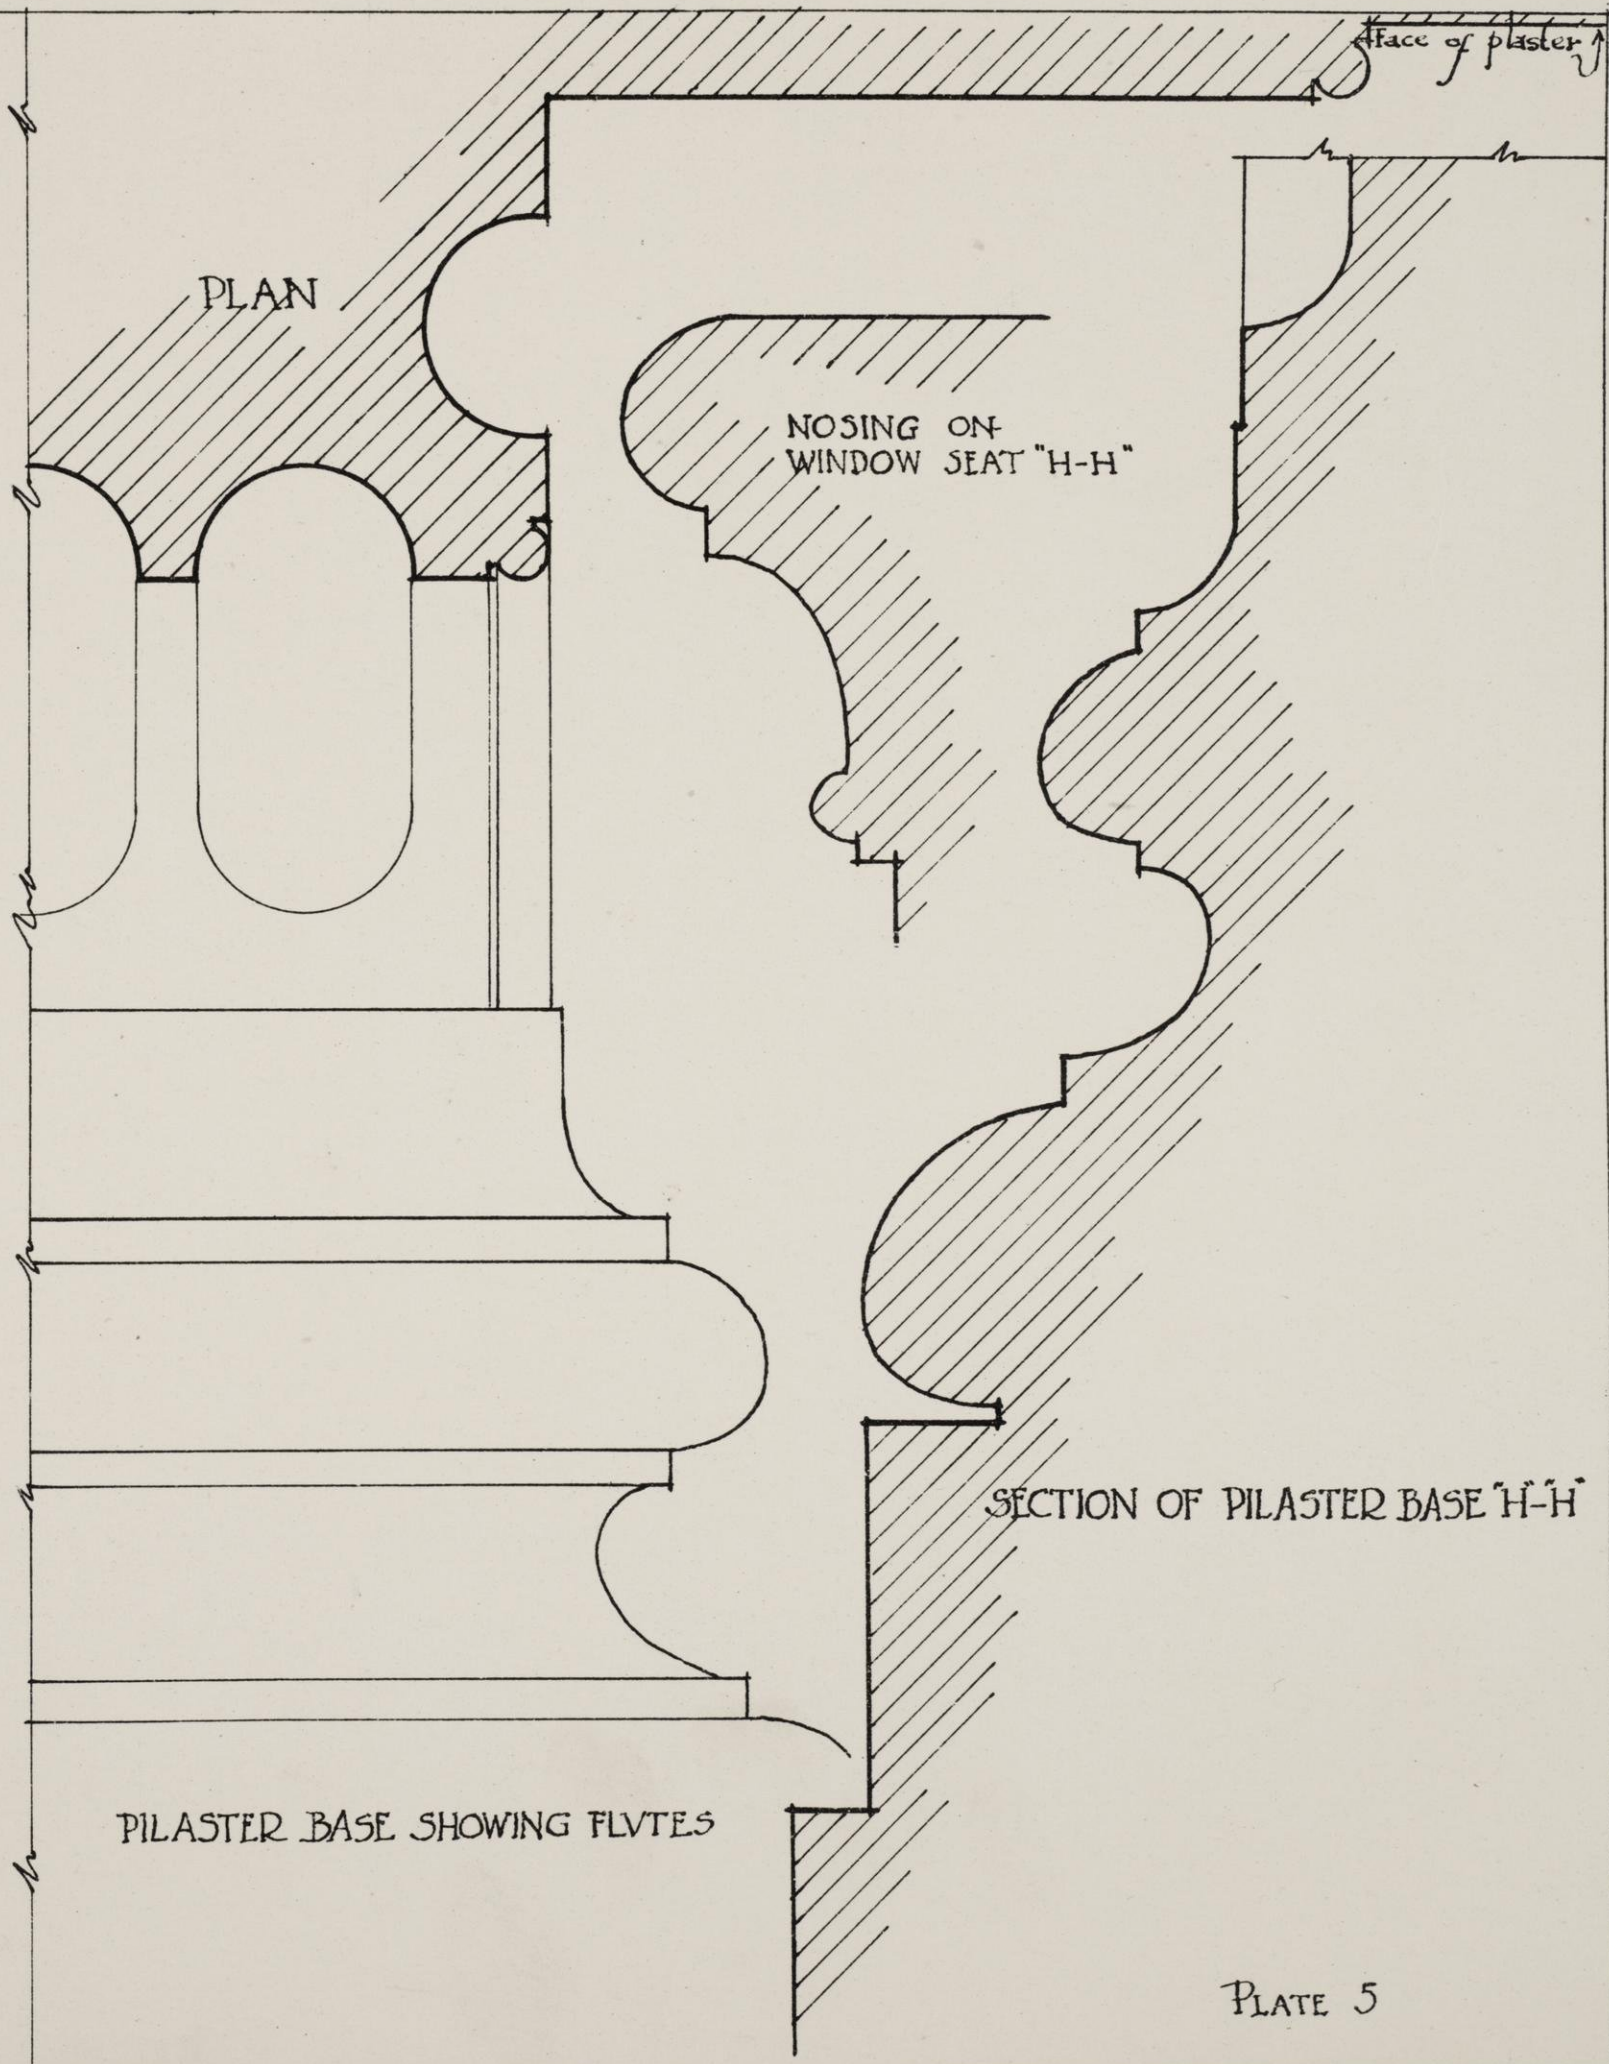 Face of plaster
PLAN
NOSING ON
WINDOW SEAT "H-H"
SECTION OF PILASTER BASE "H"-"H"
PILASTER BASE SHOWING FLVTES
PLATE 5